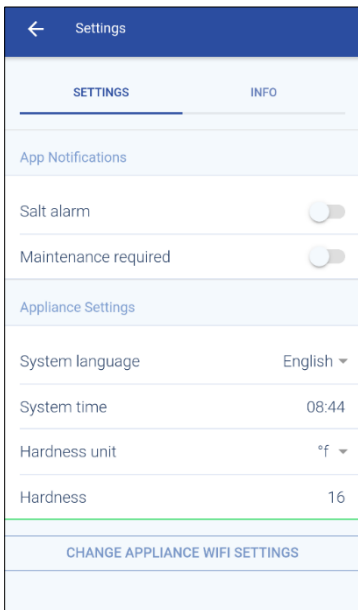 Settings
SETTINGS INFO
App Notifications
Salt alarm
Maintenance required
Appliance Settings
System language English
System time 08:44
Hardness unit °f
Hardness 16
CHANGE APPLIANCE WIFI SETTINGS